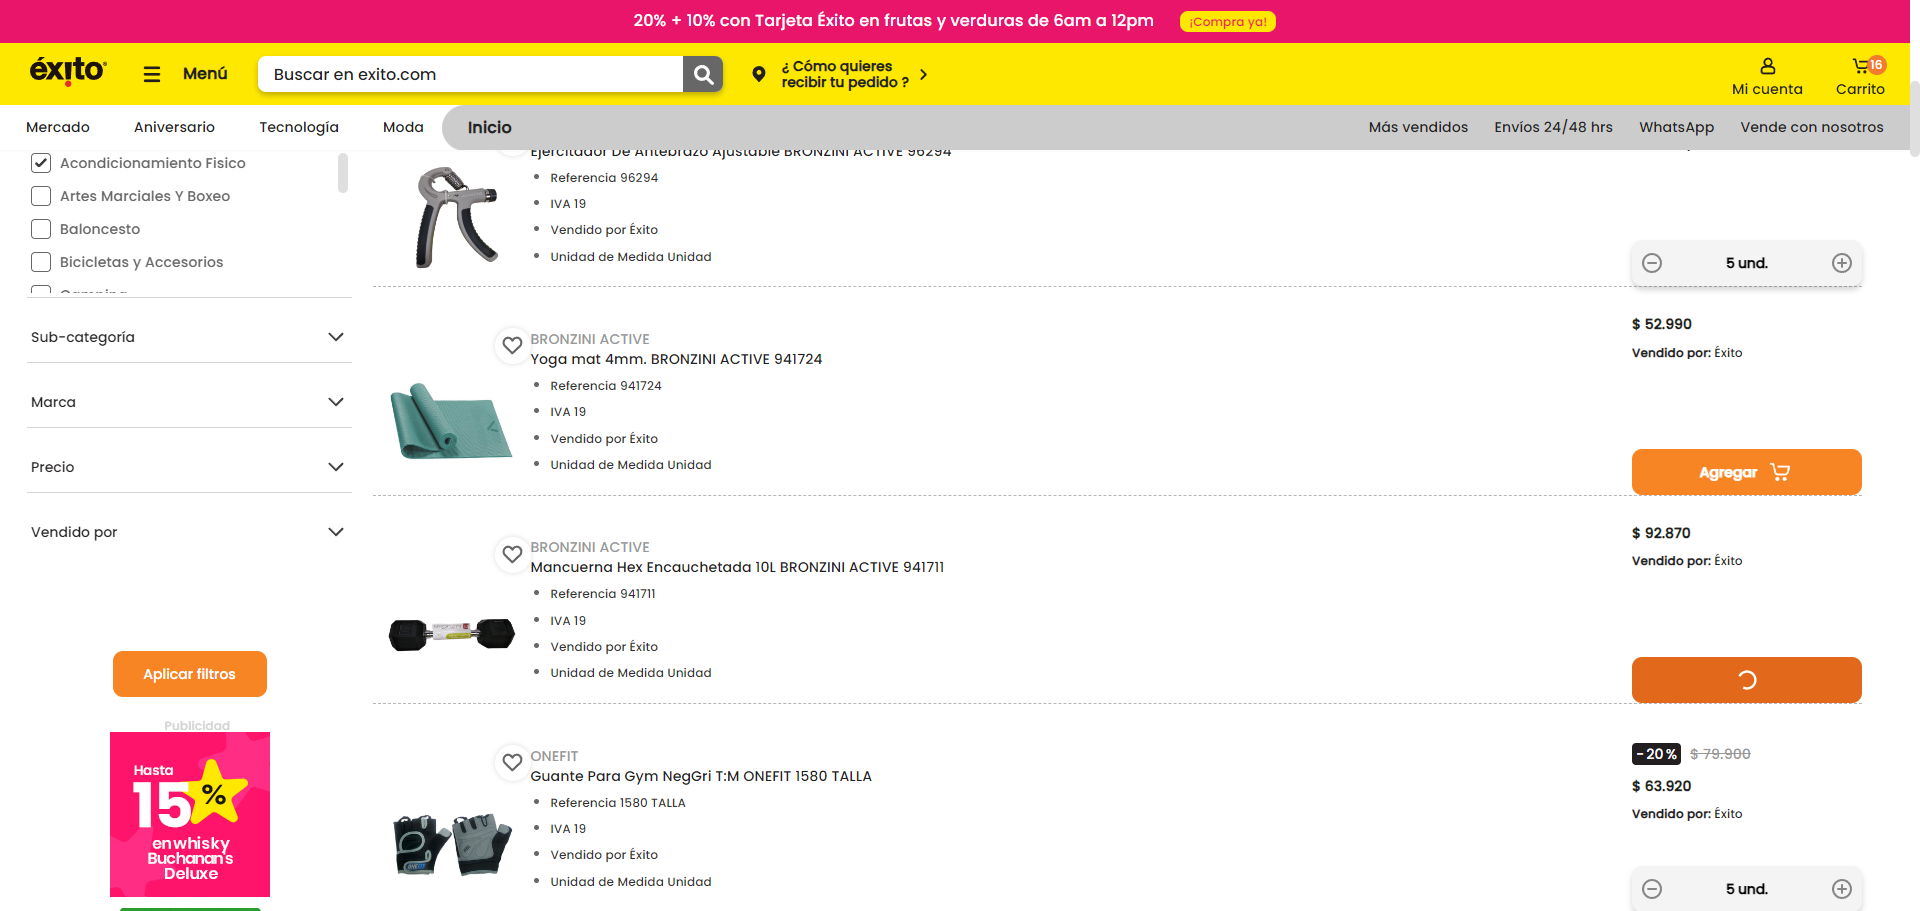 20% + 10% con Tarjeta Éxito en frutas y verduras de 6am a 12pm
¡Compra ya!
éxito
Menú
Buscar en exito.com
¿ Cómo quieres
recibir tu pedido ?
Mi cuenta
16
Carrito
Mercado
Aniversario
Tecnología
Moda
Inicio
Más vendidos
Envíos 24/48 hrs
WhatsApp
Vende con nosotros
Acondicionamiento Fisico
Artes Marciales Y Boxeo
Baloncesto
Bicicletas y Accesorios
Camping
Sub-categoría
Marca
Precio
Vendido por
Aplicar filtros
Publicidad
Hasta
15%
en whisky
Buchanan's
Deluxe
Ejercitador De Antebrazo Ajustable BRONZINI ACTIVE 96294
Referencia 96294
IVA 19
Vendido por Éxito
Unidad de Medida Unidad
5 und.
BRONZINI ACTIVE
Yoga mat 4mm. BRONZINI ACTIVE 941724
Referencia 941724
IVA 19
Vendido por Éxito
Unidad de Medida Unidad
$ 52.990
Vendido por: Éxito
Agregar
BRONZINI ACTIVE
Mancuerna Hex Encauchetada 10L BRONZINI ACTIVE 941711
Referencia 941711
IVA 19
Vendido por Éxito
Unidad de Medida Unidad
$ 92.870
Vendido por: Éxito
ONEFIT
Guante Para Gym NegGri T:M ONEFIT 1580 TALLA
Referencia 1580 TALLA
IVA 19
Vendido por Éxito
Unidad de Medida Unidad
-20% $ 79.900
$ 63.920
Vendido por: Éxito
5 und.